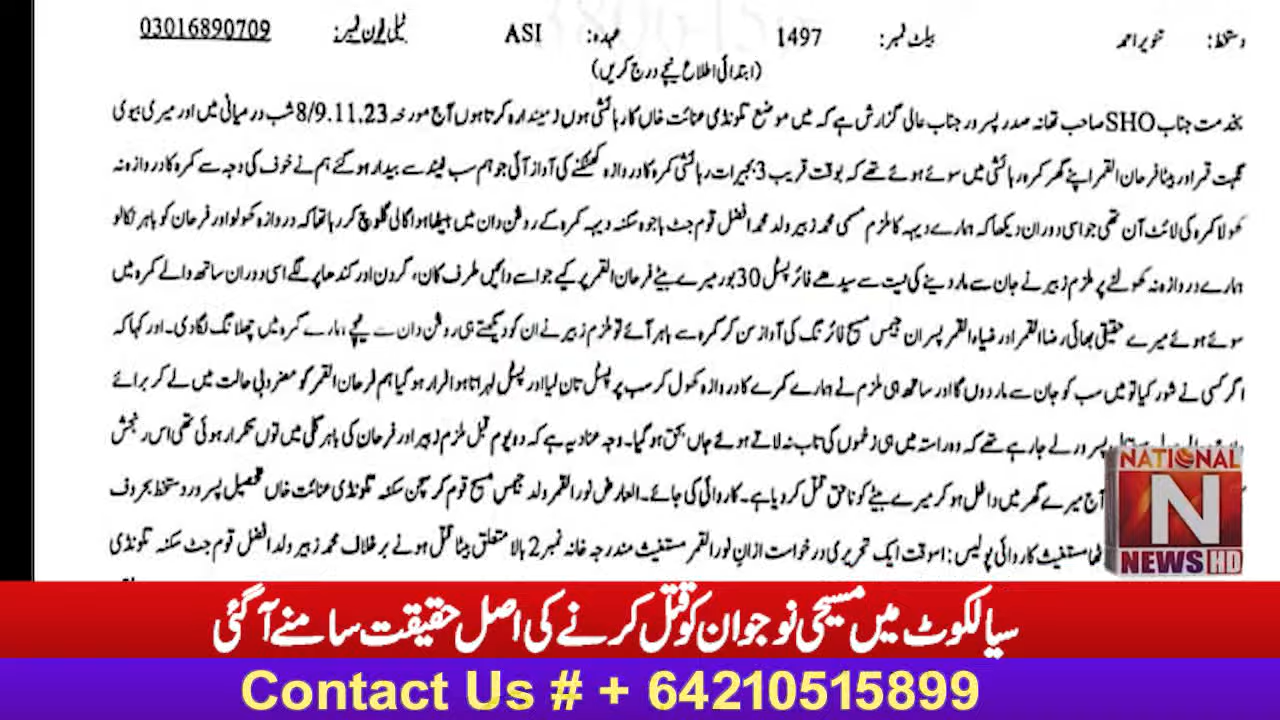 دستخط: تنویر احمد بیلٹ نمبر: 1497 عہدہ: ASI ٹیلی فون نمبر: 03016890709
(ابتدائی اطلاع نیچے درج کریں)
بخدمت جناب SHO صاحب تھانہ صدر پسرور جناب عالی گزارش ہے کہ میں موضع تلونڈی عنائت خاں کا رہائشی ہوں زمیندارہ کرتا ہوں آج مورخہ 8/9.11.23 شب درمیانی میں اور میری بیوی
نگہت قمر اور بیٹا فرحان القمر اپنے گھر کمرہ رہائشی میں سوئے ہوئے تھے کہ بوقت قریب 3 بجے رات رہائشی کمرہ کا دروازہ کھٹکنے کی آواز آئی جو ہم سب نیند سے بیدار ہو گئے ہم نے خوف کی وجہ سے کمرہ کا دروازہ نہ
کھولا کمرہ کی لائٹ آن تھی جو اسی دوران دیکھا کہ ہمارے دیہہ کا ملزم مسمی محمد زبیر ولد محمد افضل قوم جٹ باجوہ سکنہ دیہہ کمرہ کے روشن دان میں بیٹھا ہوا گالی گلوچ کر رہا تھا کہ دروازہ کھولو اور فرحان کو باہر نکالو
ہمارے دروازہ نہ کھولنے پر ملزم زبیر نے جان سے مار دینے کی نیت سے سیدھے فائر پسٹل 30 بور میرے بیٹے فرحان القمر پر کیے جو اسے دائیں طرف کان، گردن اور کندھا پر لگے اسی دوران ساتھ والے کمرہ میں
سوئے ہوئے میرے حقیقی بھائی رضا القمر اور ضیاء القمر پسران جیمس مسیح فائرنگ کی آواز سن کر کمرہ سے باہر آئے تو ملزم زبیر نے ان کو دیکھتے ہی روشن دان سے نیچے ہمارے کمرہ میں چھلانگ لگا دی۔ اور کہا کہ
اگر کسی نے شور کیا تو میں سب کو جان سے مار دوں گا اور ساتھ ہی ملزم نے ہمارے کمرے کا دروازہ کھول کر سب پر پسٹل تان لیا اور پسٹل لہراتا ہوا فرار ہو گیا ہم فرحان القمر کو مضروبی حالت میں لے کر برائے
پسرور لے جا رہے تھے کہ وہ راستہ میں ہی زخموں کی تاب نہ لاتے ہوئے جاں بحق ہو گیا۔ وجہ عناد یہ ہے کہ دو یوم قبل ملزم زبیر اور فرحان کی باہر گلی میں توں تکرار ہوئی تھی اس رنجش
آج میرے گھر میں داخل ہو کر میرے بیٹے کو ناحق قتل کر دیا ہے۔ کاروائی کی جائے۔ العارض نور القمر ولد جیمس مسیح قوم کرسچن سکنہ تلونڈی عنائت خاں تحصیل پسرور دستخط بحروف
مستغیث کاروائی پولیس: اسوقت ایک تحریری درخواست ازان نور القمر مستغیث مندرجہ خانہ نمبر 2 بالا متعلق بیٹا قتل ہونے برخلاف محمد زبیر ولد افضل قوم جٹ سکنہ تلونڈی
NATIONAL
N
NEWS HD
سیالکوٹ میں مسیحی نوجوان کو قتل کرنے کی اصل حقیقت سامنے آ گئی
Contact Us # + 64210515899